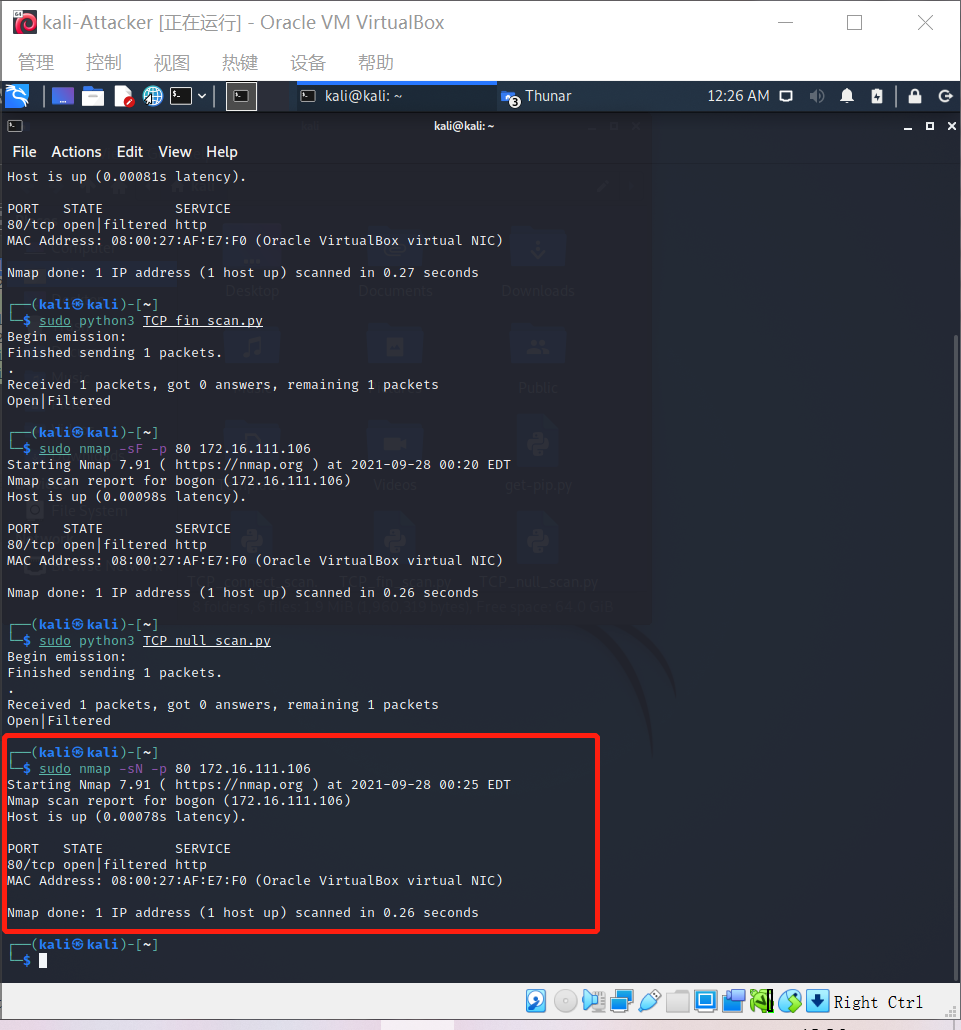 kali-Attacker [正在运行] - Oracle VM VirtualBox
管理 控制 视图 热键 设备 帮助
kali@kali: ~ 3 Thunar 12:26 AM
kali@kali: ~
File Actions Edit View Help
Host is up (0.00081s latency).
PORT STATE SERVICE
80/tcp open|filtered http
MAC Address: 08:00:27:AF:E7:F0 (Oracle VirtualBox virtual NIC)
Nmap done: 1 IP address (1 host up) scanned in 0.27 seconds
┌──(kali㉿kali)-[~]
└─$ sudo python3 TCP_fin_scan.py
Begin emission:
Finished sending 1 packets.
.
Received 1 packets, got 0 answers, remaining 1 packets
Open|Filtered
┌──(kali㉿kali)-[~]
└─$ sudo nmap -sF -p 80 172.16.111.106
Starting Nmap 7.91 ( https://nmap.org ) at 2021-09-28 00:20 EDT
Nmap scan report for bogon (172.16.111.106)
Host is up (0.00098s latency).
PORT STATE SERVICE
80/tcp open|filtered http
MAC Address: 08:00:27:AF:E7:F0 (Oracle VirtualBox virtual NIC)
Nmap done: 1 IP address (1 host up) scanned in 0.26 seconds
┌──(kali㉿kali)-[~]
└─$ sudo python3 TCP_null_scan.py
Begin emission:
Finished sending 1 packets.
.
Received 1 packets, got 0 answers, remaining 1 packets
Open|Filtered
┌──(kali㉿kali)-[~]
└─$ sudo nmap -sN -p 80 172.16.111.106
Starting Nmap 7.91 ( https://nmap.org ) at 2021-09-28 00:25 EDT
Nmap scan report for bogon (172.16.111.106)
Host is up (0.00078s latency).
PORT STATE SERVICE
80/tcp open|filtered http
MAC Address: 08:00:27:AF:E7:F0 (Oracle VirtualBox virtual NIC)
Nmap done: 1 IP address (1 host up) scanned in 0.26 seconds
┌──(kali㉿kali)-[~]
└─$
Desktop Documents Downloads
Public
Videos get-prp.py
File System
TCP_null_scan.py
Right Ctrl